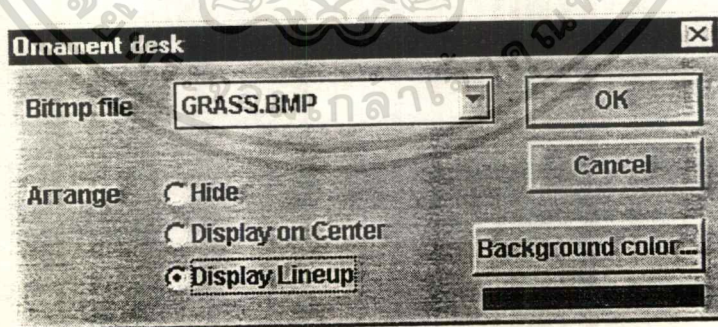 Ornament desk
Bitmp file
GRASS.BMP
OK
Cancel
Arrange
Hide
Display on Center
Display Lineup
Background color...